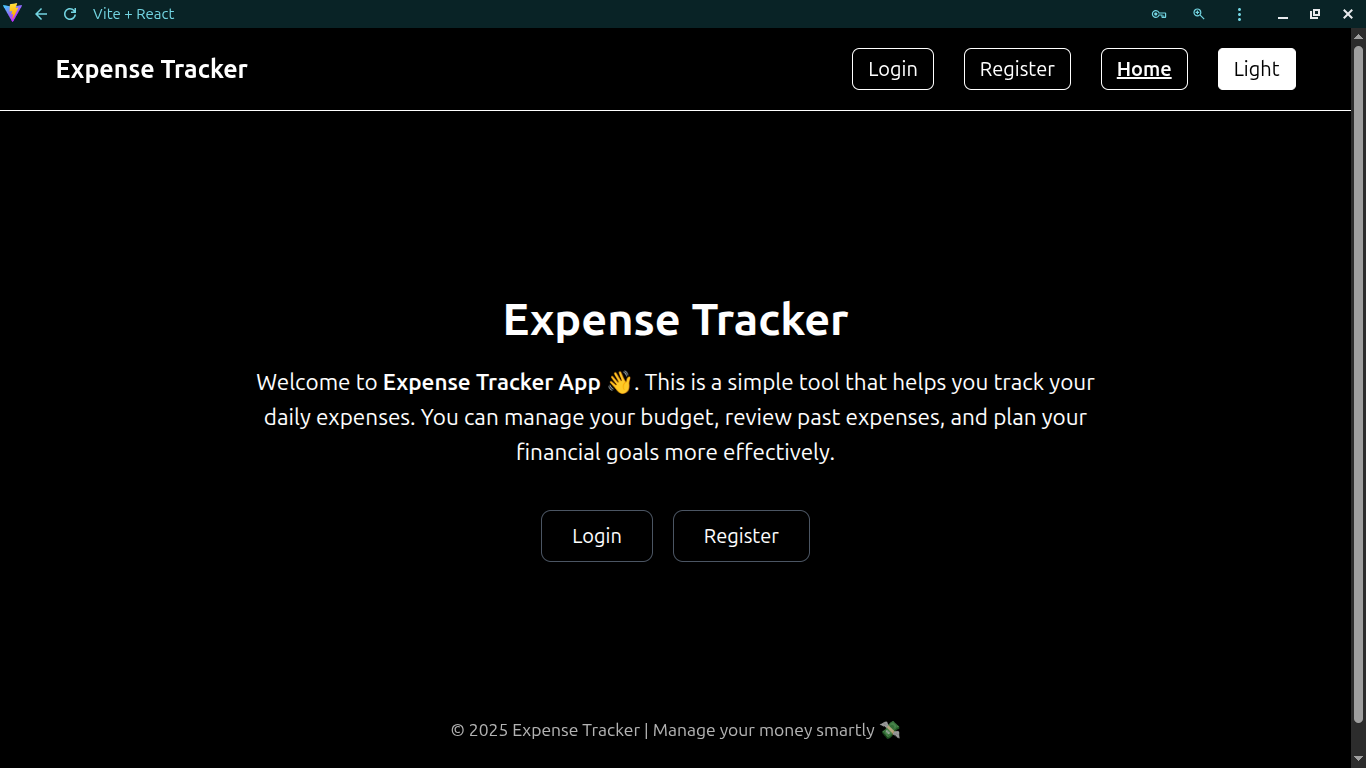 Vite + React
Expense Tracker
Login
Register
Home
Light
Expense Tracker
Welcome to Expense Tracker App 👋. This is a simple tool that helps you track your
daily expenses. You can manage your budget, review past expenses, and plan your
financial goals more effectively.
Login
Register
© 2025 Expense Tracker | Manage your money smartly 💸